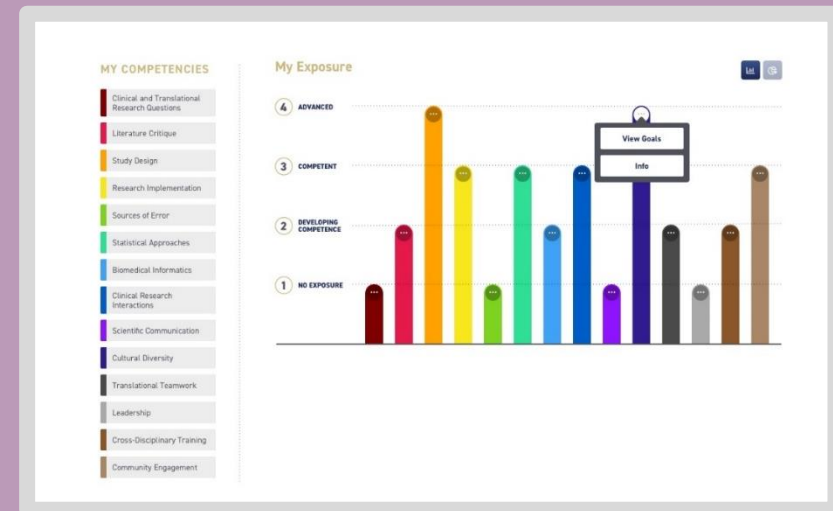 MY COMPETENCIES
Clinical and Translational
Research Questions
Literature Critique
Study Design
Research Implementation
Sources of Error
Statistical Approaches
Biomedical Informatics
Clinical Research
Interactions
Scientific Communication
Cultural Diversity
Translational Teamwork
Leadership
Cross-Disciplinary Training
Community Engagement
My Exposure
4 ADVANCED
3 COMPETENT
2 DEVELOPING
COMPETENCE
1 NO EXPOSURE
View Goals
Info